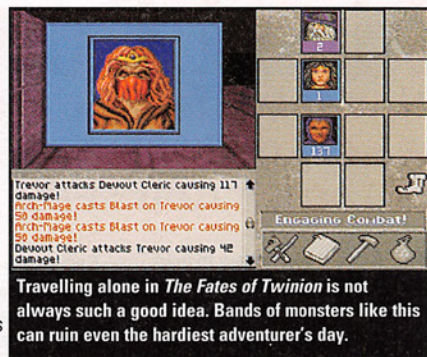 2
1
137
Trevor attacks Devout Cleric causing 117
damage!
Arch-Mage casts Blast on Trevor causing
50 damage!
Arch-Mage casts Blast on Trevor causing
50 damage!
Devout Cleric attacks Trevor causing 42
damage!
Engaging Combat!
Travelling alone in The Fates of Twinion is not
always such a good idea. Bands of monsters like this
can ruin even the hardiest adventurer's day.
s